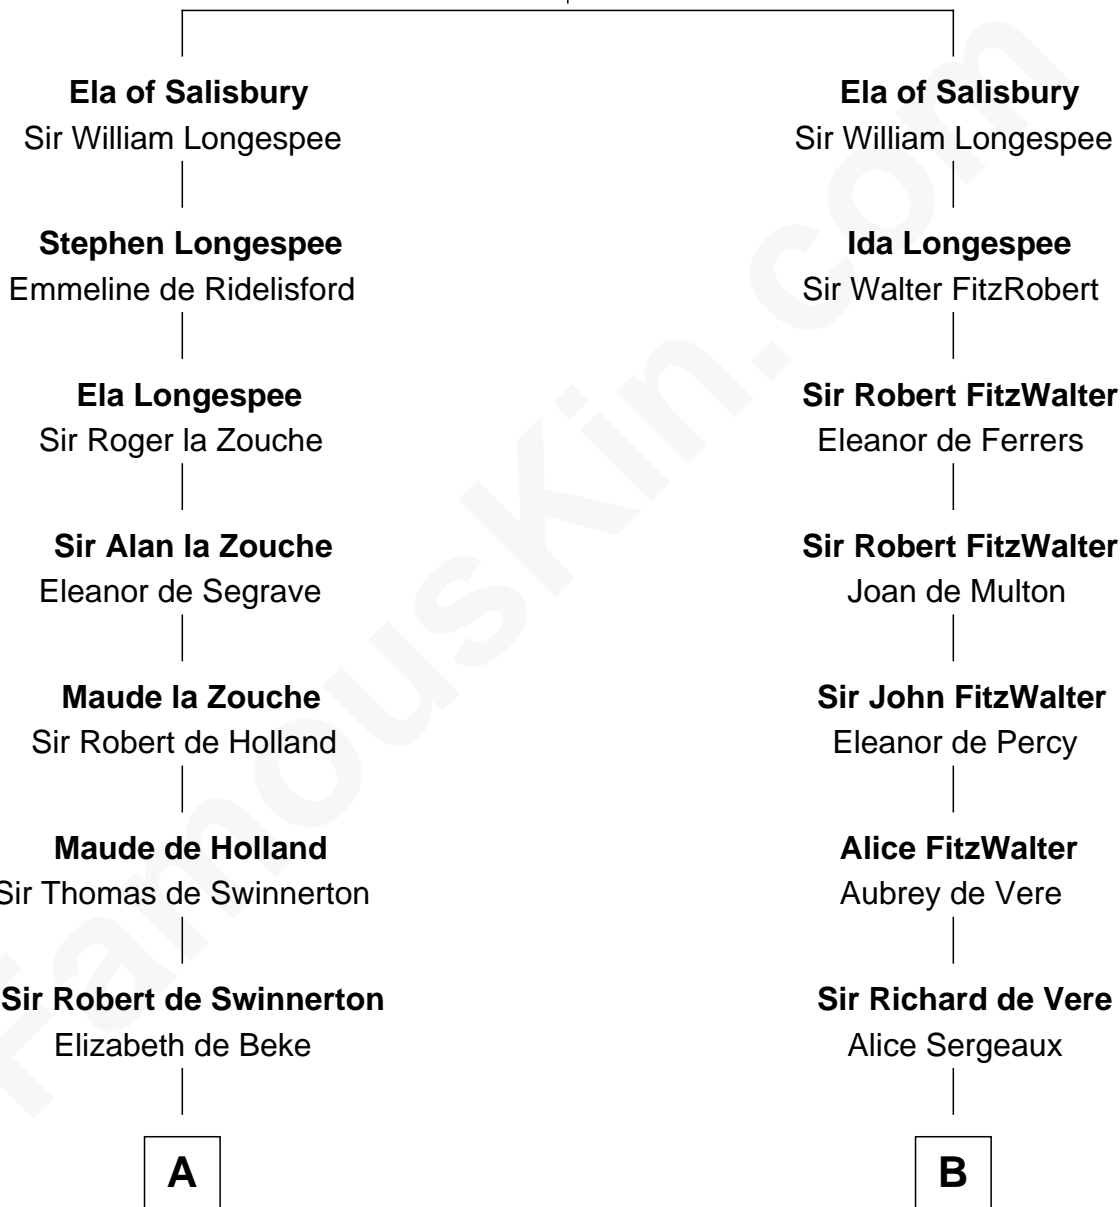 Ela of Salisbury
Sir William Longespee
Stephen Longespee
Emmeline de Ridelisford
Ela Longespee
Sir Roger la Zouche
Sir Alan la Zouche
Eleanor de Segrave
Maude la Zouche
Sir Robert de Holland
Maude de Holland
Sir Thomas de Swinnerton
Sir Robert de Swinnerton
Elizabeth de Beke
A
Ela of Salisbury
Sir William Longespee
Ida Longespee
Sir Walter FitzRobert
Sir Robert FitzWalter
Eleanor de Ferrers
Sir Robert FitzWalter
Joan de Multon
Sir John FitzWalter
Eleanor de Percy
Alice FitzWalter
Aubrey de Vere
Sir Richard de Vere
Alice Sergeaux
B
FamousKin.com